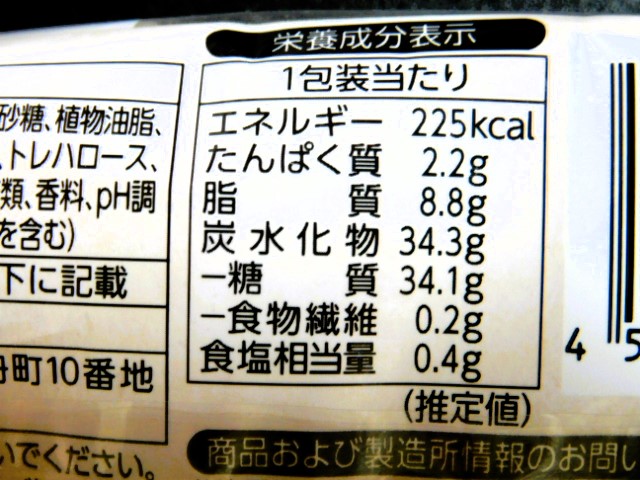 栄養成分表示
1包装当たり
エネルギー 225kcal
たんぱく質 2.2g
脂質 8.8g
炭水化物 34.3g
－糖質 34.1g
－食物繊維 0.2g
食塩相当量 0.4g
(推定値)
砂糖、植物油脂、
、トレハロース、
類、香料、pH調
を含む)
下に記載
町10番地
いでください。
商品および製造所情報のお問い
4 5